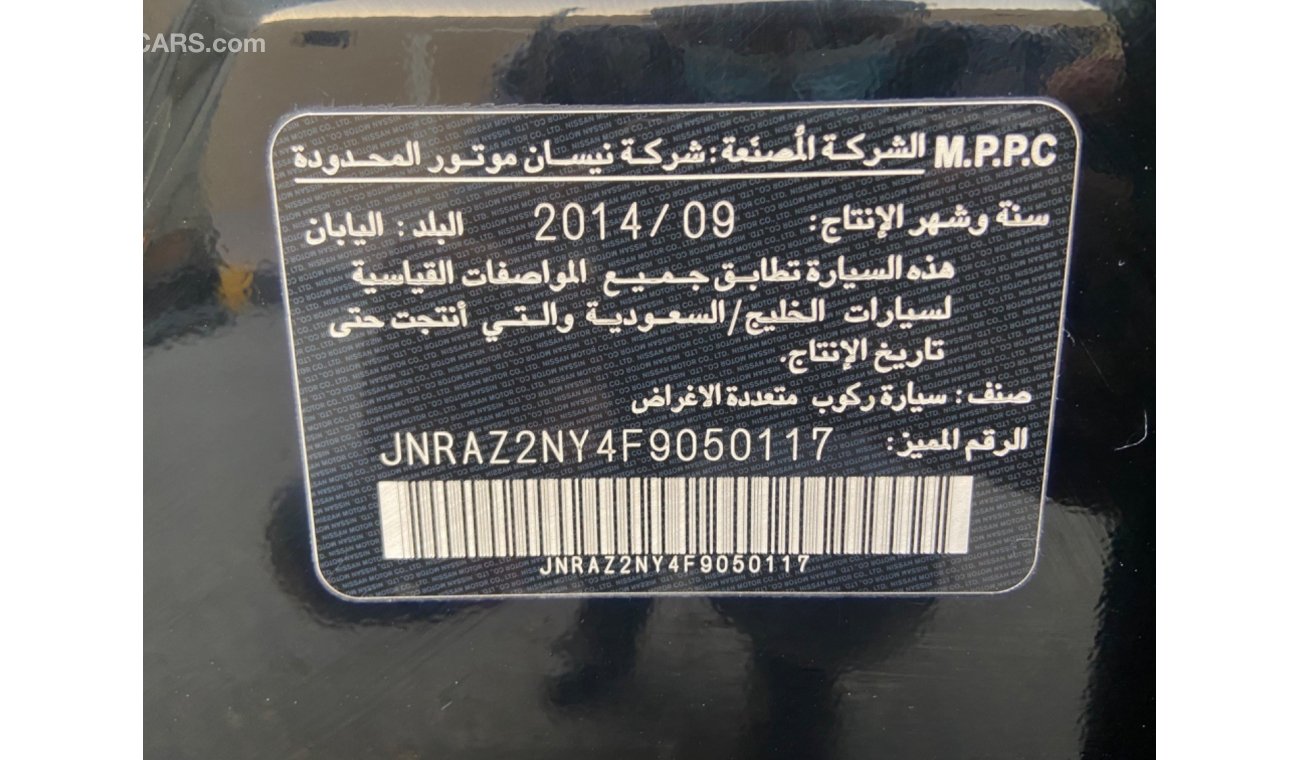 CARS.com
الشركة المُصنّعة: شركة نيسان موتور المحدودة M.P.P.C
سنة وشهر الإنتاج: 2014/09 البلد: اليابان
هذه السيارة تطابق جميع المواصفات القياسية
لسيارات الخليج/السعودية والتي أنتجت حتى
تاريخ الإنتاج.
صنف: سيارة ركوب متعددة الاغراض
الرقم المميز: JNRAZ2NY4F9050117
JNRAZ2NY4F9050117